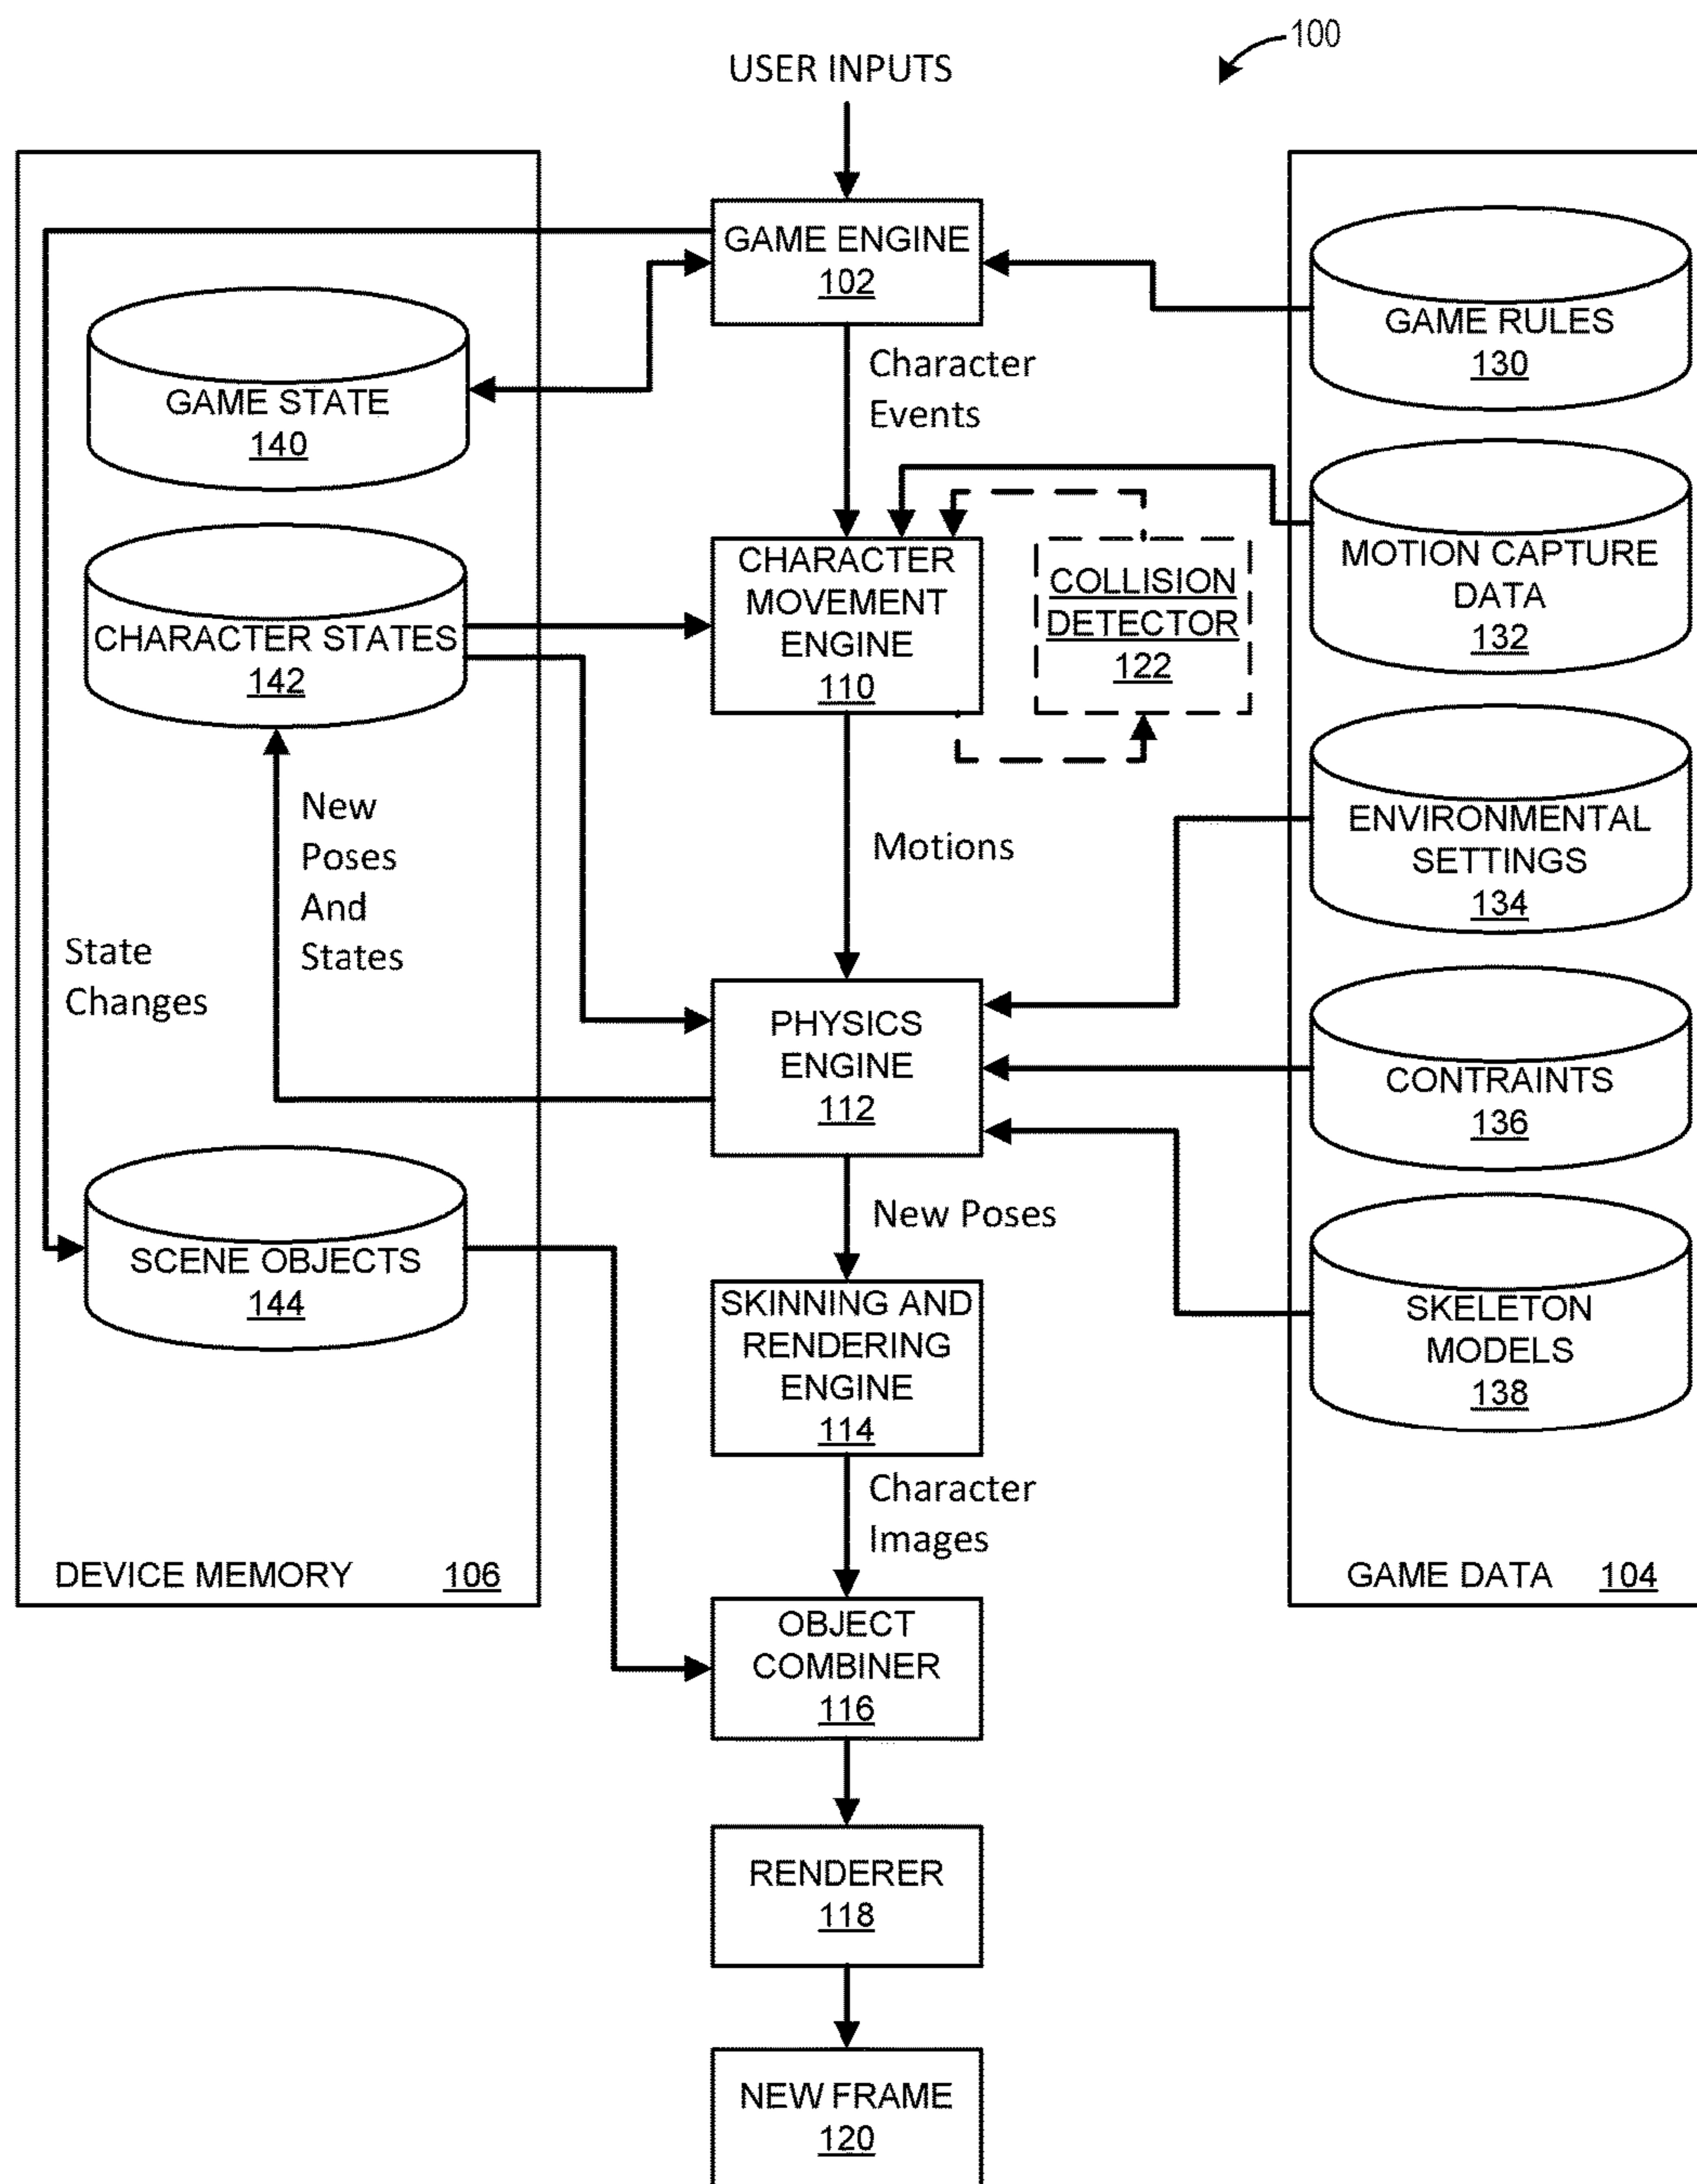 100
USER INPUTS
GAME ENGINE
102
GAME RULES
130
Character
Events
GAME STATE
140
MOTION CAPTURE
DATA
132
CHARACTER
MOVEMENT
ENGINE
110
COLLISION
DETECTOR
122
CHARACTER STATES
142
New
Poses
And
States
Motions
ENVIRONMENTAL
SETTINGS
134
State
Changes
PHYSICS
ENGINE
112
CONTRAINTS
136
New Poses
SCENE OBJECTS
144
SKINNING AND
RENDERING
ENGINE
114
SKELETON
MODELS
138
Character
Images
DEVICE MEMORY 106
GAME DATA 104
OBJECT
COMBINER
116
RENDERER
118
NEW FRAME
120